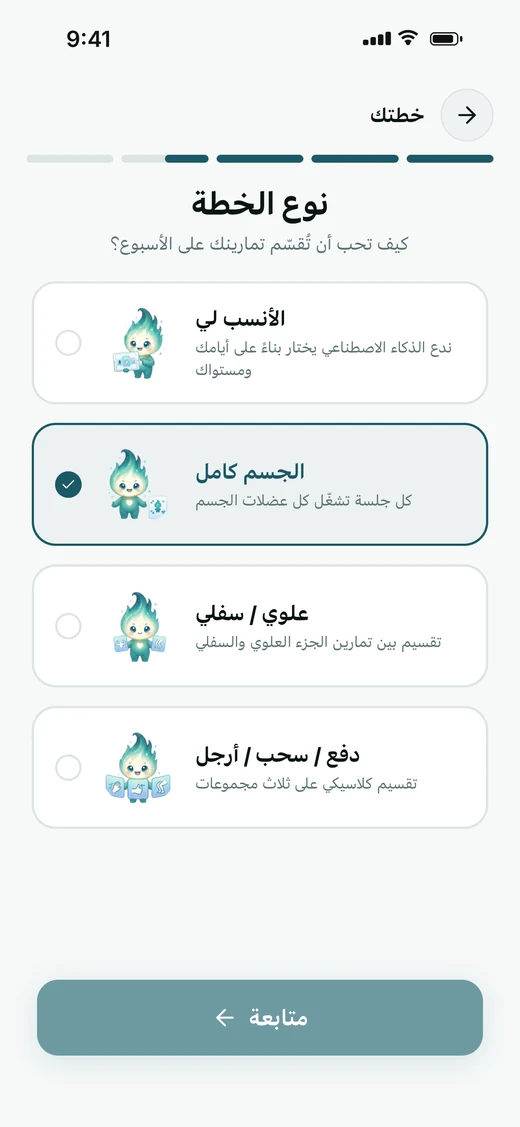 9:41
خطتك
نوع الخطة
كيف تحب أن تُقسّم تمارينك على الأسبوع؟
الأنسب لي
ندع الذكاء الاصطناعي يختار بناءً على أيامك
ومستواك
الجسم كامل
كل جلسة تشغّل كل عضلات الجسم
علوي / سفلي
تقسيم بين تمارين الجزء العلوي والسفلي
دفع / سحب / أرجل
تقسيم كلاسيكي على ثلاث مجموعات
متابعة